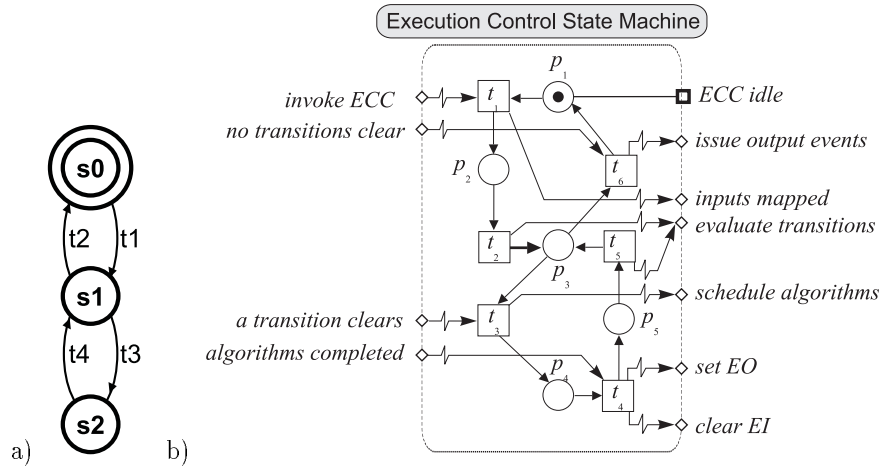 Execution Control State Machine
s0
t2 t1
s1
t4 t3
s2
a)
b)
invoke ECC
no transitions clear
a transition clears
algorithms completed
t1
p1
p2
t6
t2
p3
t5
t3
p5
p4
t4
ECC idle
issue output events
inputs mapped
evaluate transitions
schedule algorithms
set EO
clear EI